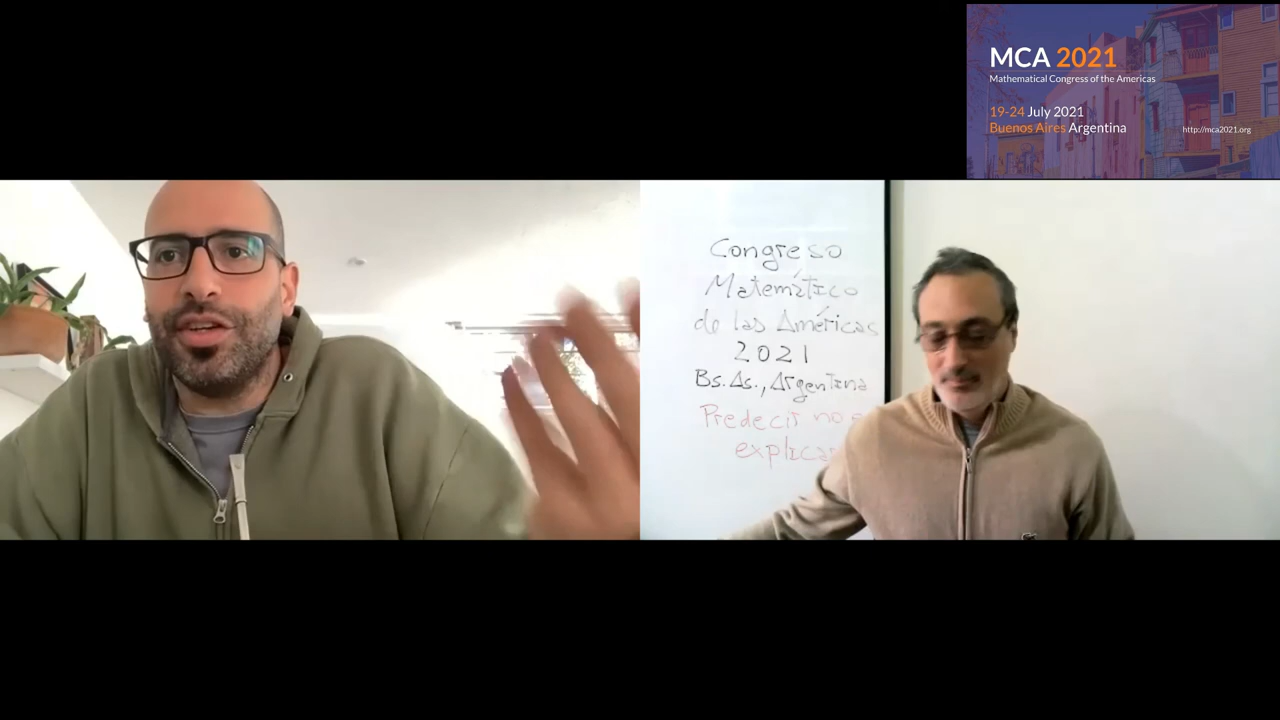 MCA 2021
Mathematical Congress of the Americas
19-24 July 2021
Buenos Aires Argentina
http://mca2021.org
Congreso
Matemático
de las Américas
2021
Bs. As., Argentina
Predecir no
explicar